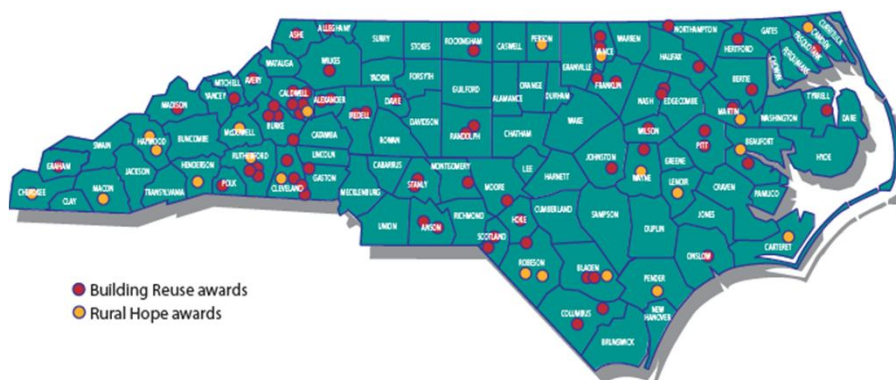 ALLEGHANY
ASHE
SURRY
STOKES
ROCKINGHAM
CASWELL
PERSON
GRANVILLE
VANCE
WARREN
NORTHAMPTON
HALIFAX
HERTFORD
GATES
CHOWAN
PERQUIMANS
PASQUOTANK
CAMDEN
CURRITUCK
WATAUGA
WILKES
YADKIN
FORSYTH
GUILFORD
ALAMANCE
ORANGE
DURHAM
FRANKLIN
NASH
EDGECOMBE
BERTIE
MITCHELL
AVERY
CALDWELL
ALEXANDER
IREDELL
DAVIE
DAVIDSON
RANDOLPH
CHATHAM
WAKE
WILSON
MARTIN
WASHINGTON
TYRRELL
DARE
MADISON
YANCEY
BURKE
CATAWBA
ROWAN
MCDOWELL
SWAIN
HAYWOOD
BUNCOMBE
RUTHERFORD
LINCOLN
CABARRUS
STANLY
MONTGOMERY
MOORE
LEE
HARNETT
JOHNSTON
WAYNE
GREENE
PITT
BEAUFORT
HYDE
GRAHAM
JACKSON
HENDERSON
POLK
CLEVELAND
GASTON
MECKLENBURG
TRANSYLVANIA
CHEROKEE
MACON
CLAY
UNION
ANSON
RICHMOND
HOKE
SCOTLAND
CUMBERLAND
SAMPSON
DUPLIN
LENOIR
CRAVEN
PAMLICO
JONES
CARTERET
ONSLOW
ROBESON
BLADEN
PENDER
NEW
HANOVER
COLUMBUS
BRUNSWICK
Building Reuse awards
Rural Hope awards